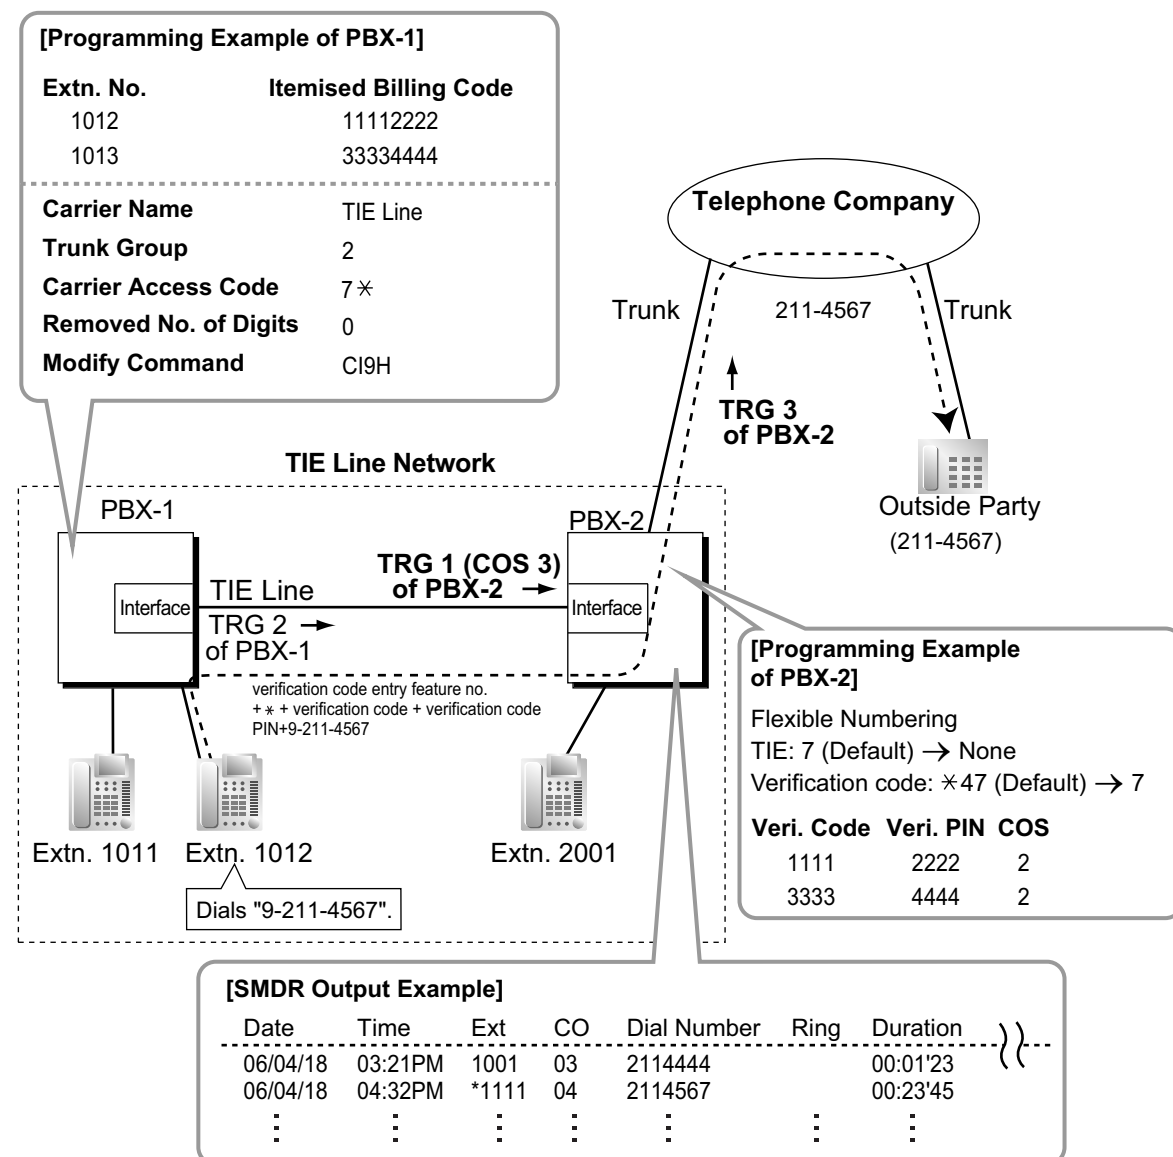 [Programming Example of PBX-1]
Extn. No. Itemised Billing Code
1012 11112222
1013 33334444
Carrier Name TIE Line
Trunk Group 2
Carrier Access Code 7*
Removed No. of Digits 0
Modify Command CI9H
Telephone Company
Trunk 211-4567 Trunk
TRG 3
of PBX-2
Outside Party
(211-4567)
TIE Line Network
PBX-1
PBX-2
TRG 1 (COS 3)
of PBX-2
Interface
TIE Line
Interface
TRG 2
of PBX-1
verification code entry feature no.
+ * + verification code + verification code
PIN+9-211-4567
[Programming Example
of PBX-2]
Flexible Numbering
TIE: 7 (Default) → None
Verification code: *47 (Default) → 7
Veri. Code Veri. PIN COS
1111 2222 2
3333 4444 2
Extn. 1011 Extn. 1012 Extn. 2001
Dials "9-211-4567".
[SMDR Output Example]
Date Time Ext CO Dial Number Ring Duration
06/04/18 03:21PM 1001 03 2114444 00:01'23
06/04/18 04:32PM *1111 04 2114567 00:23'45